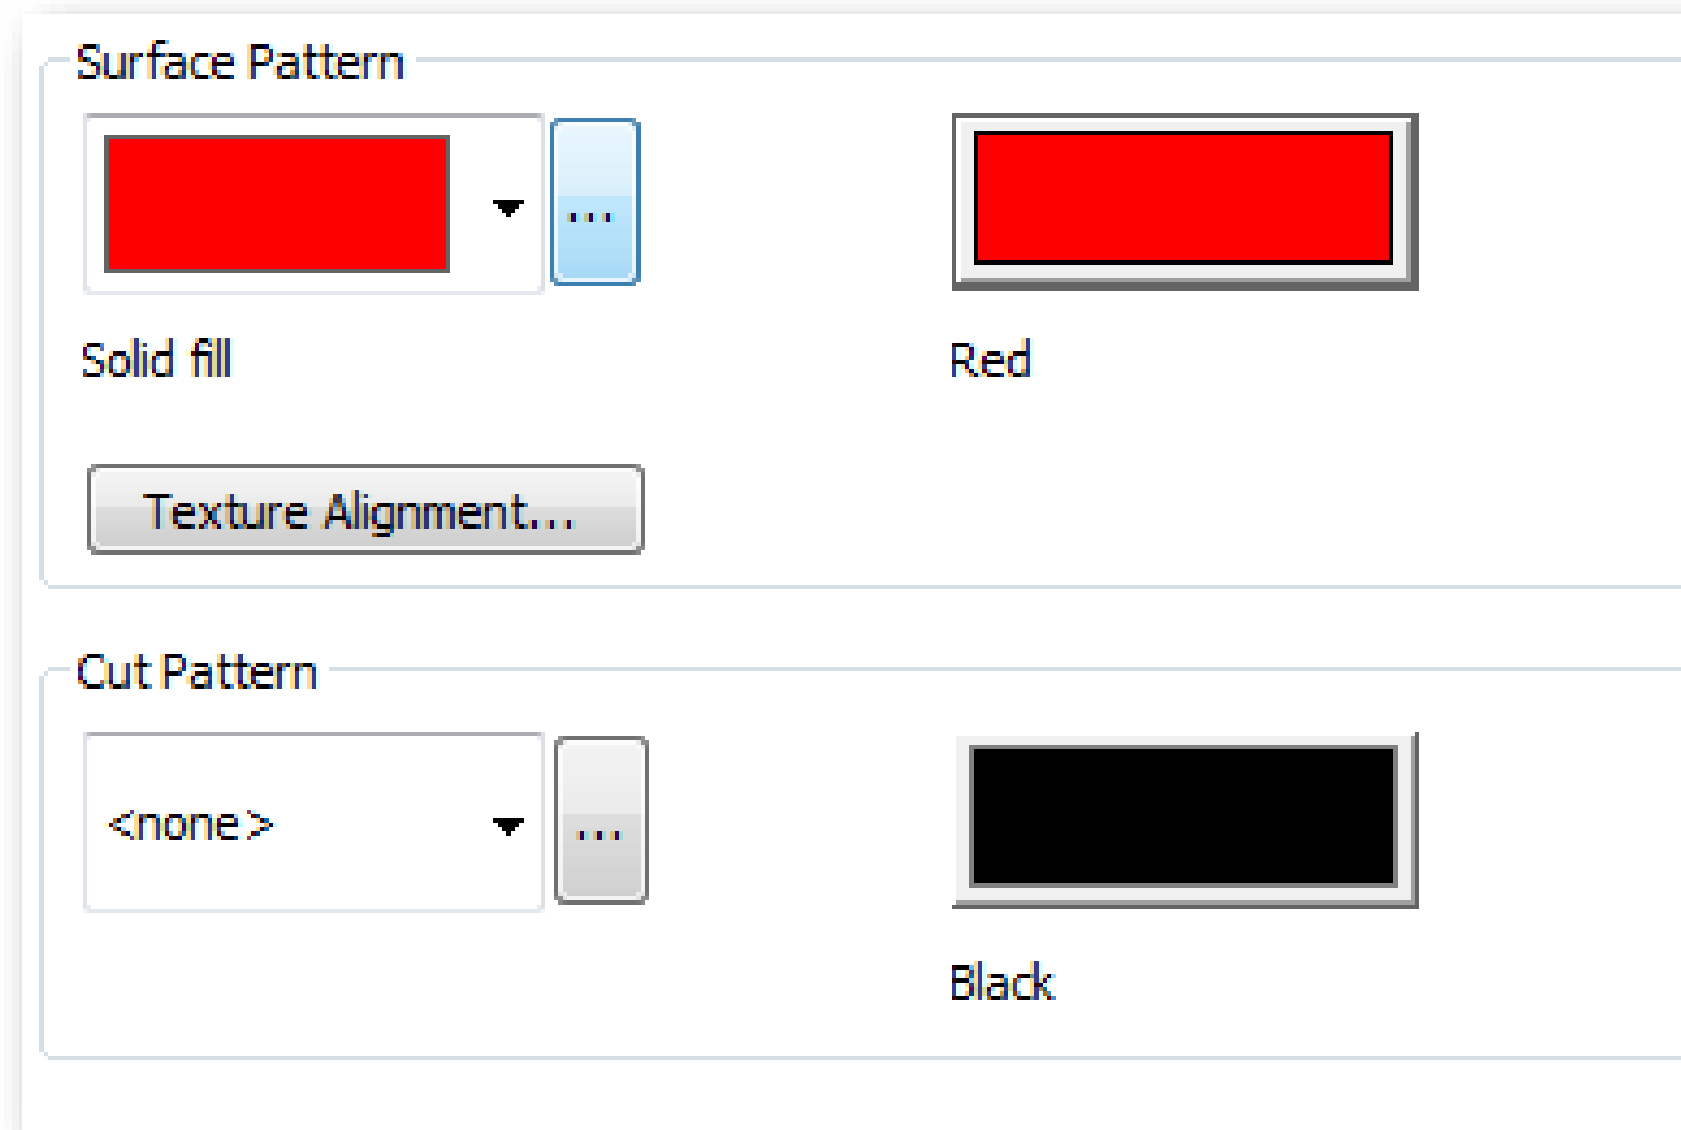 Surface Pattern
...
Solid fill
Red
Texture Alignment...
Cut Pattern
<none>
...
Black